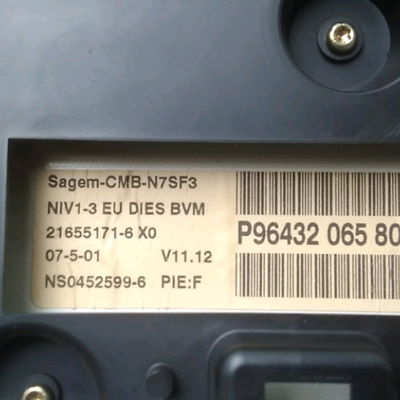 Sagem-CMB-N7SF3
NIV1-3 EU DIES BVM
21655171-6 X0
07-5-01 V11.12
NS0452599-6 PIE:F
P96432 065 80